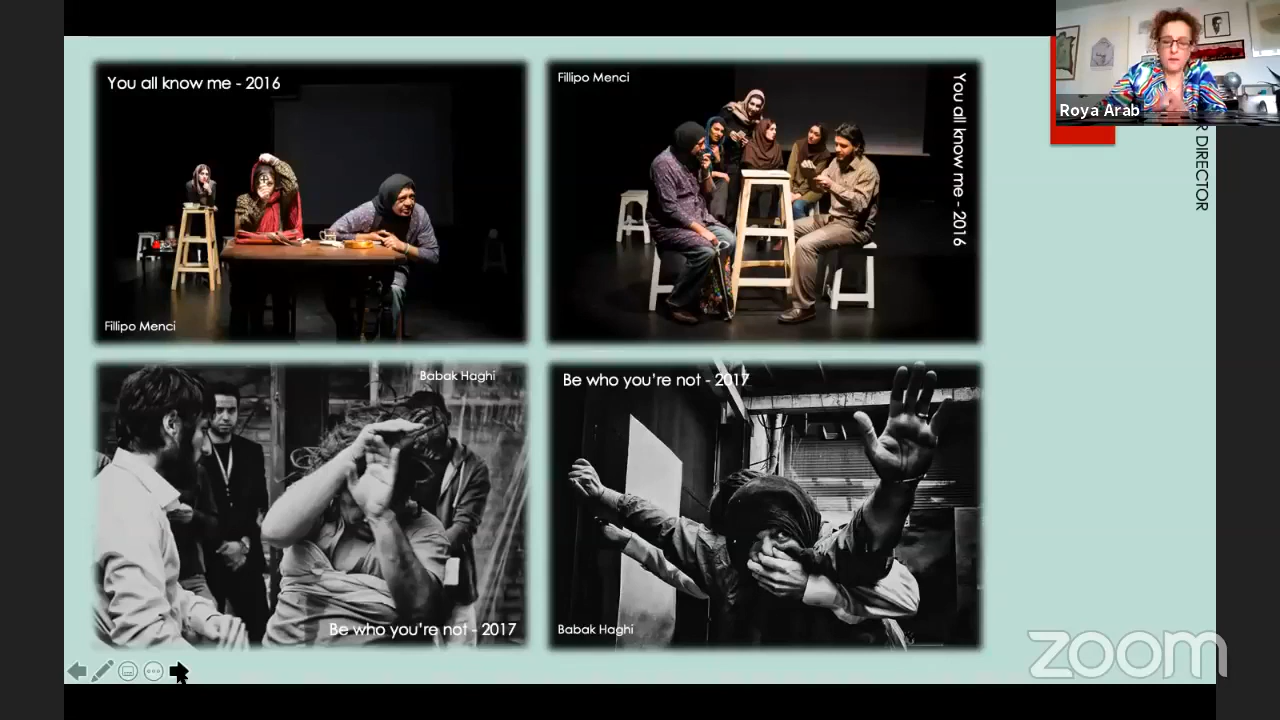 You all know me - 2016
Fillipo Menci
Fillipo Menci
You all know me - 2016
Babak Haghi
Be who you're not - 2017
Be who you're not - 2017
Babak Haghi
Roya Arab
R DIRECTOR
zoom